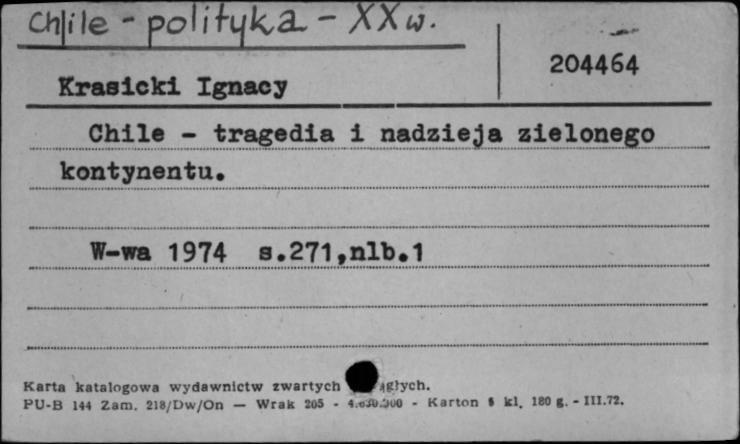 Chile - polityka - XX w.
204464
Krasicki Ignacy
Chile - tragedia i nadzieja zielonego
kontynentu.
W-wa 1974 s.271,nlb.1
Karta katalogowa wydawnictw zwartych
PU-B 144 Zam. 218/Dw/On — Wrak 205 - - Karton kl. 180 g. - III.72.